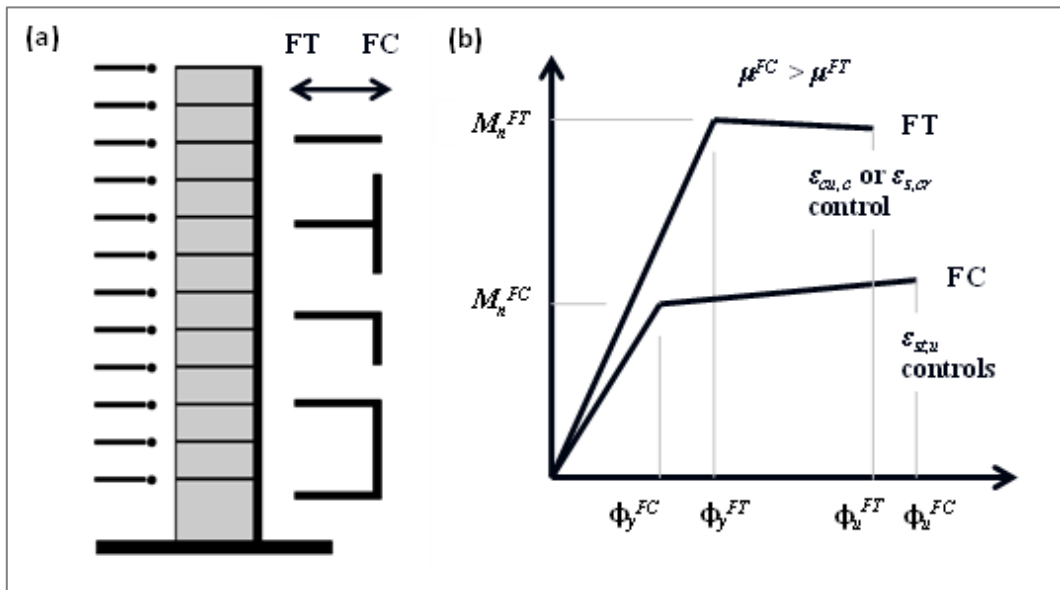 (a)
FT FC
(b)
μ^FC > μ^FT
M_n^FT
FT
ε_cu,c or ε_s,cr
control
M_n^FC
FC
ε_st,u
controls
Φ_y^FC Φ_y^FT Φ_u^FT Φ_u^FC